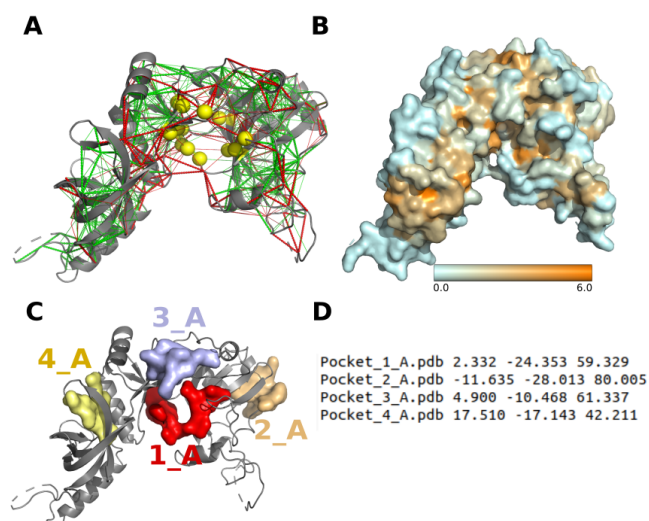 A
B
0.0 6.0
C
3_A
4_A
2_A
1_A
D
Pocket_1_A.pdb 2.332 -24.353 59.329
Pocket_2_A.pdb -11.635 -28.013 80.005
Pocket_3_A.pdb 4.900 -10.468 61.337
Pocket_4_A.pdb 17.510 -17.143 42.211